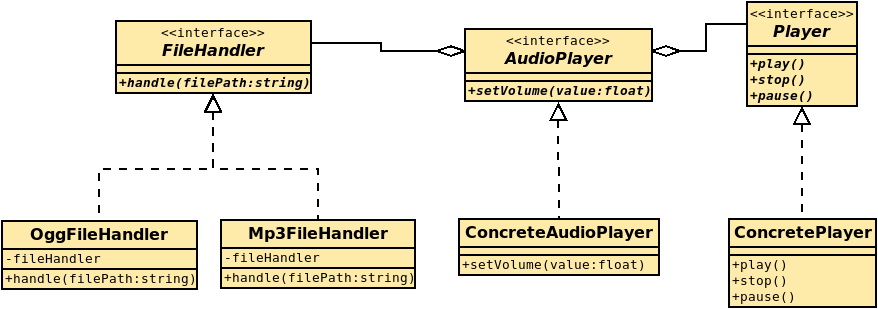 <<interface>>
FileHandler
+handle(filePath:string)
<<interface>>
AudioPlayer
+setVolume(value:float)
<<interface>>
Player
+play()
+stop()
+pause()
OggFileHandler
-fileHandler
+handle(filePath:string)
Mp3FileHandler
-fileHandler
+handle(filePath:string)
ConcreteAudioPlayer
+setVolume(value:float)
ConcretePlayer
+play()
+stop()
+pause()